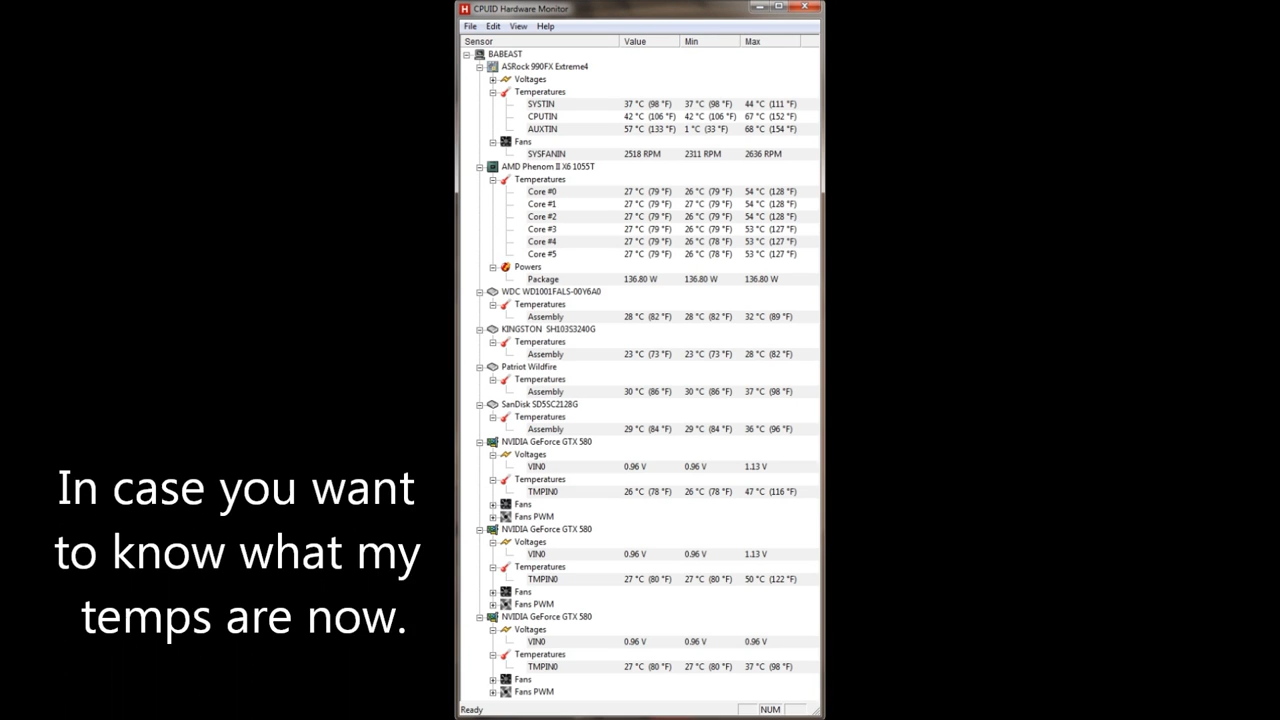 CPUID Hardware Monitor
File Edit View Help
Sensor Value Min Max
BABEAST
ASRock 990FX Extreme4
Voltages
Temperatures
SYSTIN 37 °C (98 °F) 37 °C (98 °F) 44 °C (111 °F)
CPUTIN 42 °C (106 °F) 42 °C (106 °F) 67 °C (152 °F)
AUXTIN 57 °C (133 °F) 1 °C (33 °F) 68 °C (154 °F)
Fans
SYSFANIN 2518 RPM 2311 RPM 2636 RPM
AMD Phenom II X6 1055T
Temperatures
Core #0 27 °C (79 °F) 26 °C (79 °F) 54 °C (128 °F)
Core #1 27 °C (79 °F) 27 °C (79 °F) 54 °C (128 °F)
Core #2 27 °C (79 °F) 26 °C (79 °F) 54 °C (128 °F)
Core #3 27 °C (79 °F) 26 °C (79 °F) 53 °C (127 °F)
Core #4 27 °C (79 °F) 26 °C (78 °F) 53 °C (127 °F)
Core #5 27 °C (79 °F) 26 °C (78 °F) 53 °C (127 °F)
Powers
Package 136.80 W 136.80 W 136.80 W
WDC WD1001FALS-00Y6A0
Temperatures
Assembly 28 °C (82 °F) 28 °C (82 °F) 32 °C (89 °F)
KINGSTON SH103S3240G
Temperatures
Assembly 23 °C (73 °F) 23 °C (73 °F) 28 °C (82 °F)
Patriot Wildfire
Temperatures
Assembly 30 °C (86 °F) 30 °C (86 °F) 37 °C (98 °F)
SanDisk SD5SC2128G
Temperatures
Assembly 29 °C (84 °F) 29 °C (84 °F) 36 °C (96 °F)
NVIDIA GeForce GTX 580
Voltages
VIN0 0.96 V 0.96 V 1.13 V
Temperatures
TMPIN0 26 °C (78 °F) 26 °C (78 °F) 47 °C (116 °F)
Fans
Fans PWM
NVIDIA GeForce GTX 580
Voltages
VIN0 0.96 V 0.96 V 1.13 V
Temperatures
TMPIN0 27 °C (80 °F) 27 °C (80 °F) 50 °C (122 °F)
Fans
Fans PWM
NVIDIA GeForce GTX 580
Voltages
VIN0 0.96 V 0.96 V 0.96 V
Temperatures
TMPIN0 27 °C (80 °F) 27 °C (80 °F) 37 °C (98 °F)
Fans
Fans PWM
Ready NUM
In case you want
to know what my
temps are now.